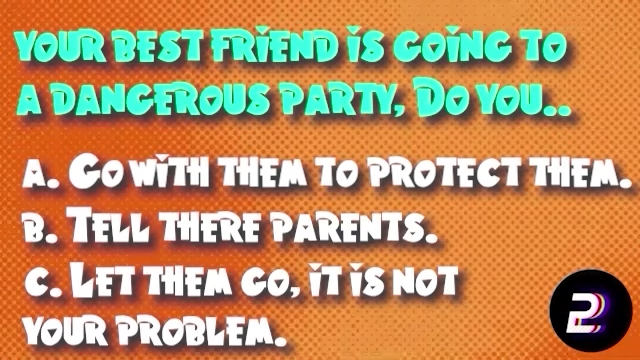 Your best friend is going to
a dangerous party, Do you..
A. Go with them to protect them.
B. Tell there parents.
C. Let them go, it is not
your problem.
2